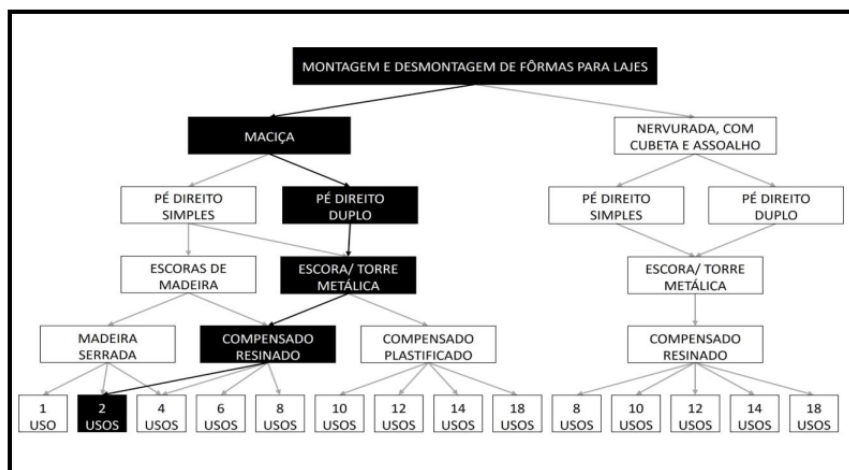 MONTAGEM E DESMONTAGEM DE FÔRMAS PARA LAJES
MACIÇA
NERVURADA, COM
CUBETA E ASSOALHO
PÉ DIREITO
SIMPLES
PÉ DIREITO
DUPLO
PÉ DIREITO
SIMPLES
PÉ DIREITO
DUPLO
ESCORAS DE
MADEIRA
ESCORA/ TORRE
METÁLICA
ESCORA/ TORRE
METÁLICA
MADEIRA
SERRADA
COMPENSADO
RESINADO
COMPENSADO
PLASTIFICADO
COMPENSADO
RESINADO
1
USO
2
USOS
4
USOS
6
USOS
8
USOS
10
USOS
12
USOS
14
USOS
18
USOS
8
USOS
10
USOS
12
USOS
14
USOS
18
USOS